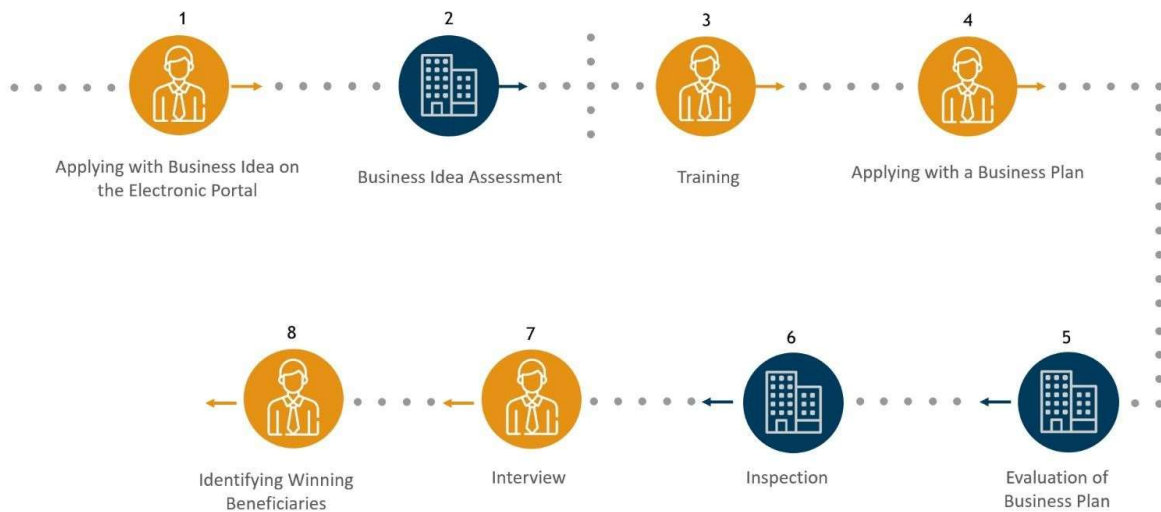 1
2
3
4
Applying with Business Idea on
the Electronic Portal
Business Idea Assessment
Training
Applying with a Business Plan
8
7
6
5
Identifying Winning
Beneficiaries
Interview
Inspection
Evaluation of
Business Plan